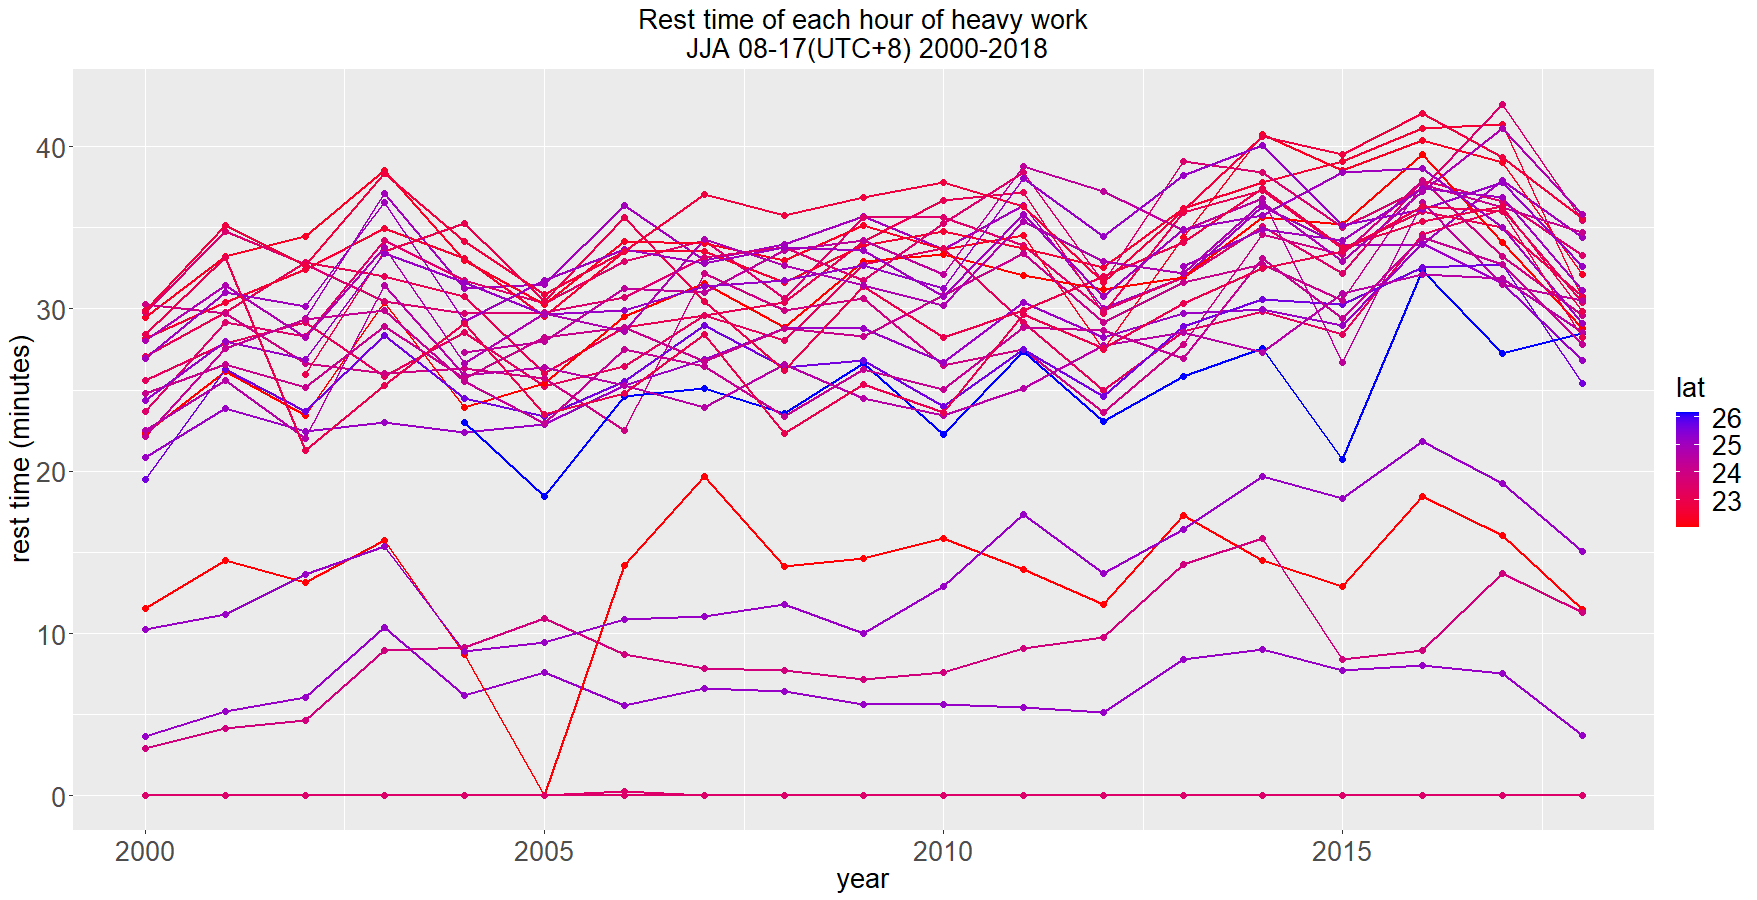 Rest time of each hour of heavy work
JJA 08-17(UTC+8) 2000-2018
rest time (minutes)
40
30
20
10
0
2000
2005
2010
2015
year
lat
26
25
24
23